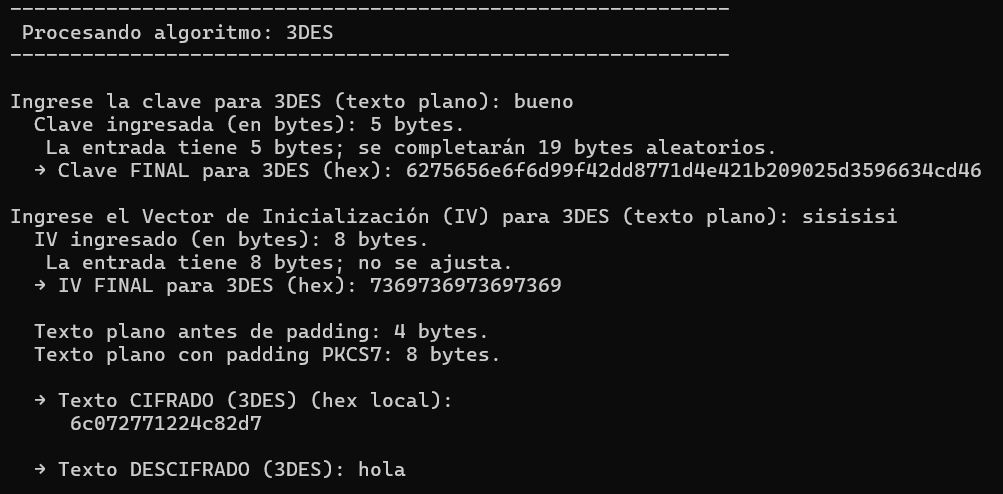 ------------------------------------------------------------
Procesando algoritmo: 3DES
------------------------------------------------------------
Ingrese la clave para 3DES (texto plano): bueno
Clave ingresada (en bytes): 5 bytes.
La entrada tiene 5 bytes; se completarán 19 bytes aleatorios.
→ Clave FINAL para 3DES (hex): 6275656e6f6d99f42dd8771d4e421b209025d3596634cd46
Ingrese el Vector de Inicialización (IV) para 3DES (texto plano): sisisisi
IV ingresado (en bytes): 8 bytes.
La entrada tiene 8 bytes; no se ajusta.
→ IV FINAL para 3DES (hex): 7369736973697369
Texto plano antes de padding: 4 bytes.
Texto plano con padding PKCS7: 8 bytes.
→ Texto CIFRADO (3DES) (hex local):
6c072771224c82d7
→ Texto DESCIFRADO (3DES): hola